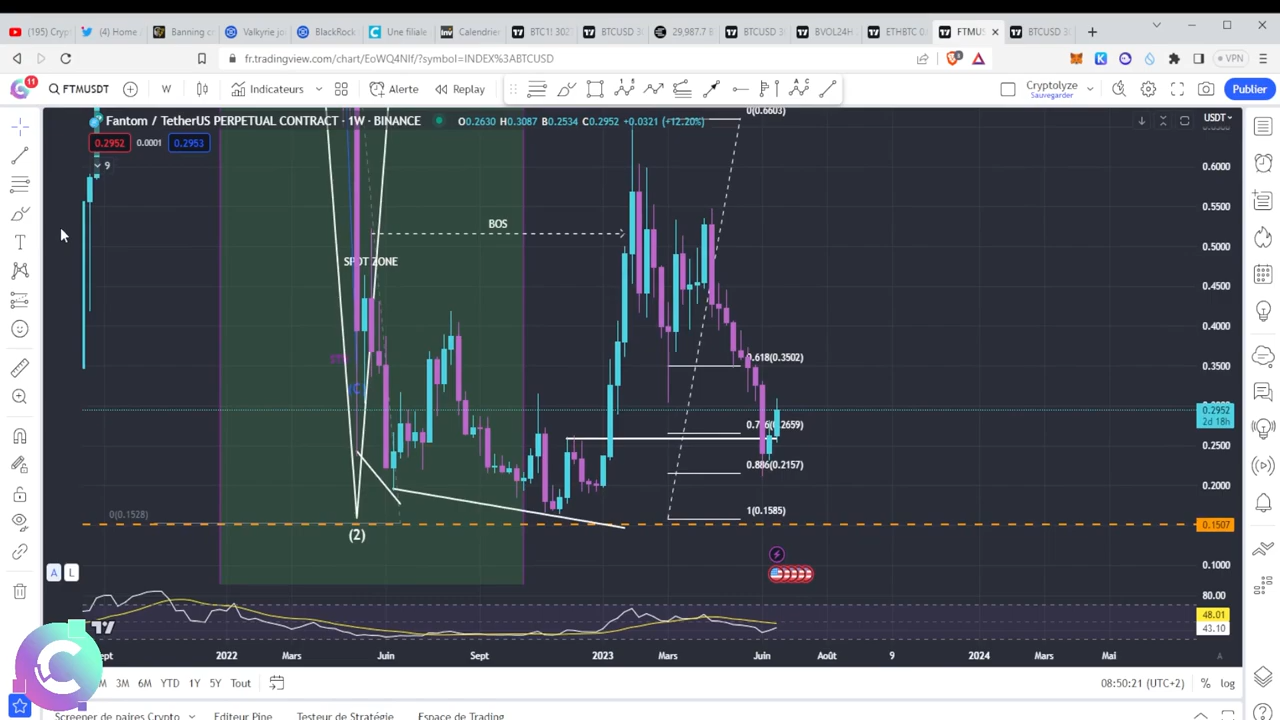 (195) Cryp
(4) Home
Banning cr
Valkyrie jo
BlackRock
Une filiale
Calendrier
BTC1! 302
BTCUSD 3
29,987.7 B
BTCUSD 3
BVOL24H
ETHBTC 0.
FTMUS
BTCUSD 3
fr.tradingview.com/chart/EoWQ4NIf/?symbol=INDEX%3ABTCUSD
VPN
11
FTMUSDT
W
Indicateurs
Alerte
Replay
Cryptolyze
Sauvegarder
Publier
Fantom / TetherUS PERPETUAL CONTRACT · 1W · BINANCE
O0.2630 H0.3087 B0.2534 C0.2952 +0.0321 (+12.20%)
0(0.6603)
USDT
0.2952
0.0001
0.2953
9
0.6000
0.5500
0.5000
0.4500
0.4000
0.3500
0.2952
2d 18h
0.2500
0.2000
0.1507
0.1000
80.00
48.01
43.10
BOS
SPOT ZONE
(C)
0.618(0.3502)
0.886(0.2157)
1(0.1585)
0(0.1528)
(2)
A
L
2022
Mars
Juin
Sept
2023
Mars
Juin
Août
9
2024
Mars
Mai
A
3M
6M
YTD
1Y
5Y
Tout
08:50:21 (UTC+2)
%
log
Screener de paires Crypto
Editeur Pine
Testeur de Stratégie
Espace de Trading